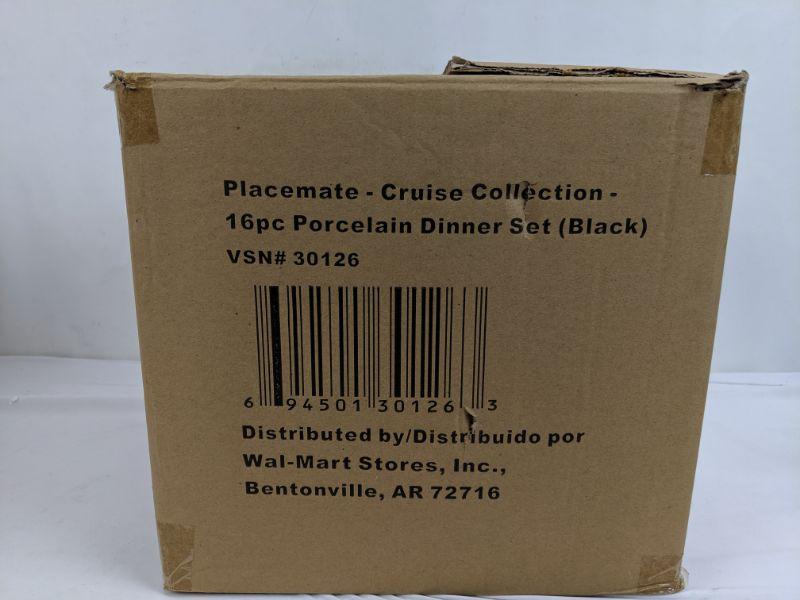 Placemate - Cruise Collection -
16pc Porcelain Dinner Set (Black)
VSN# 30126
6 94501 30126 3
Distributed by/Distribuido por
Wal-Mart Stores, Inc.,
Bentonville, AR 72716